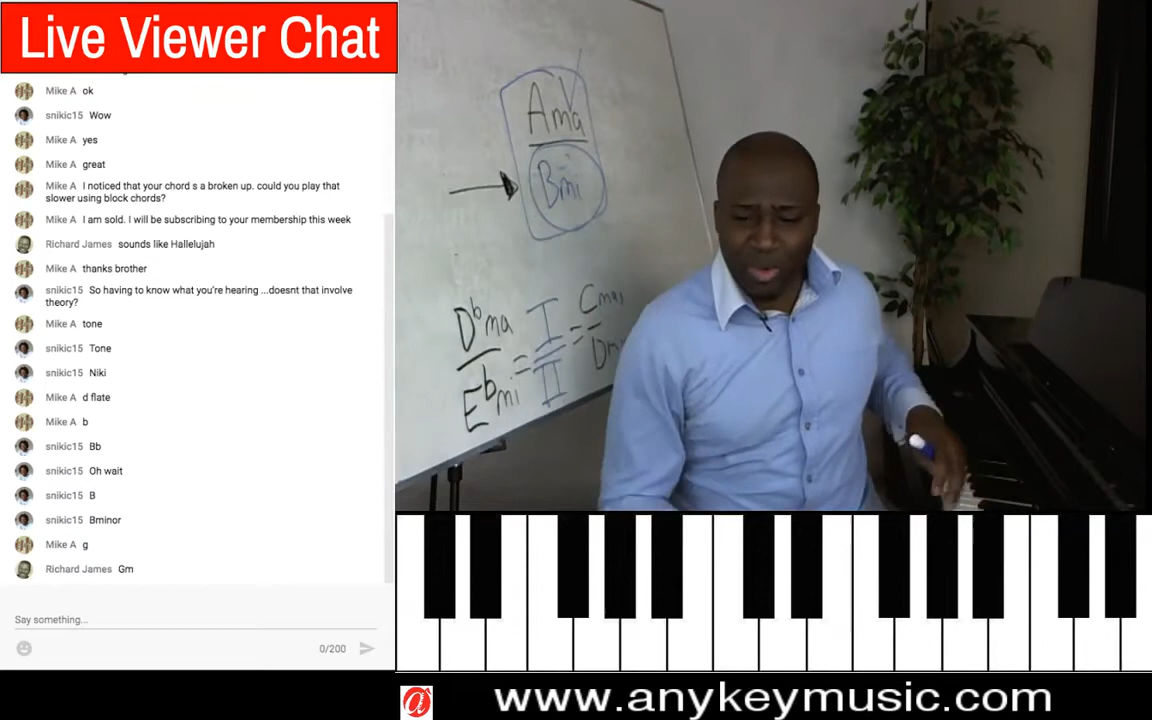 Live Viewer Chat
Mike A ok
snikic15 Wow
Mike A yes
Mike A great
Mike A I noticed that your chord s a broken up. could you play that
slower using block chords?
Mike A I am sold. I will be subscribing to your membership this week
Richard James sounds like Hallelujah
Mike A thanks brother
snikic15 So having to know what you're hearing ...doesnt that involve
theory?
Mike A tone
snikic15 Tone
snikic15 Niki
Mike A d flate
Mike A b
snikic15 Bb
snikic15 Oh wait
snikic15 B
snikic15 Bminor
Mike A g
Richard James Gm
Say something...
0/200
Ama
Bmi
Dbma = I = Cma
Ebmi II
www.anykeymusic.com